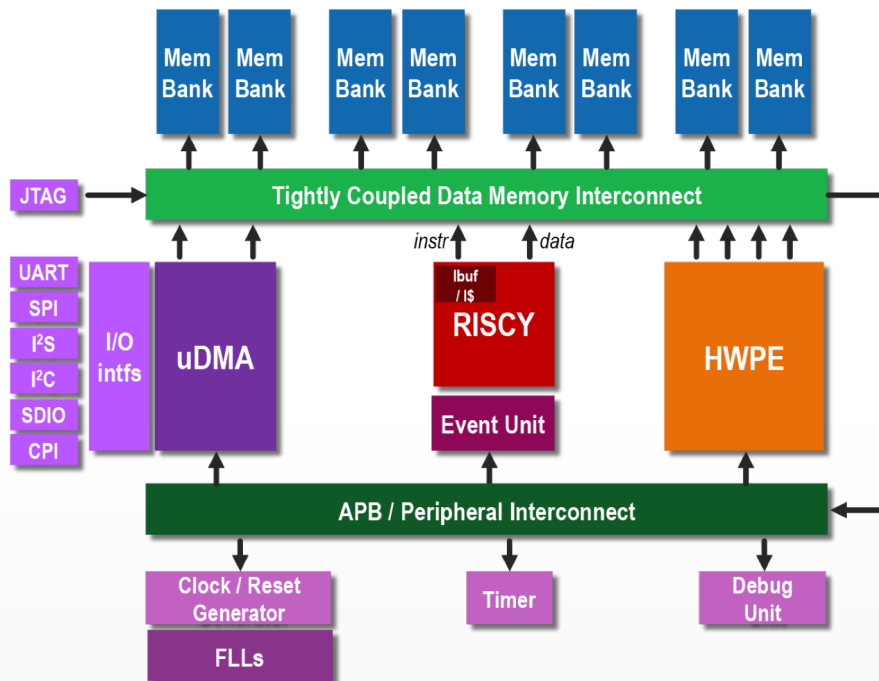 Mem Bank
Mem Bank
Mem Bank
Mem Bank
Mem Bank
Mem Bank
Mem Bank
Mem Bank
JTAG
Tightly Coupled Data Memory Interconnect
instr
data
UART
SPI
I²S
I²C
SDIO
CPI
I/O
intfs
uDMA
Ibuf
/ I$
RISCY
Event Unit
HWPE
APB / Peripheral Interconnect
Clock / Reset
Generator
FLLs
Timer
Debug
Unit